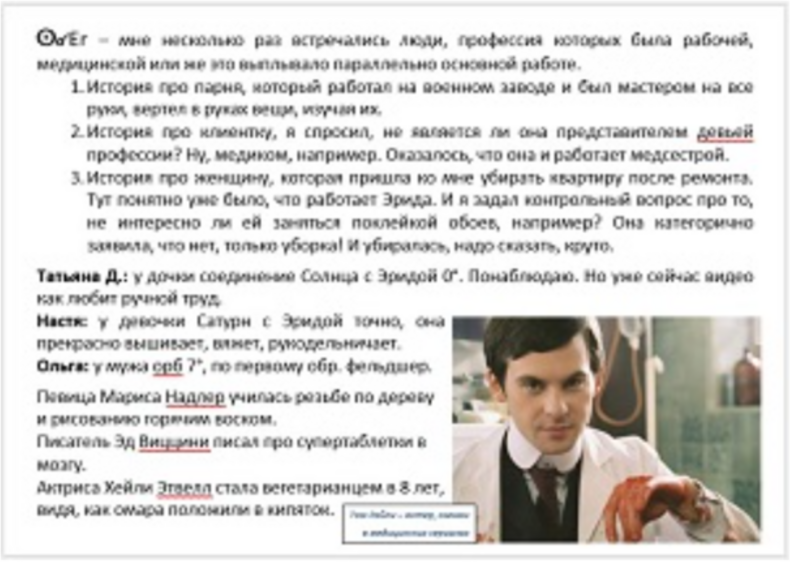 – мне несколько раз встречались люди, профессия которых была рабочей,
медицинской или же это выплывало параллельно основной работе.
1. История про парня, который работал на военном заводе и был мастером на все
руки, вертел в руках вещи, изучая их.
2. История про клиентку, я спросил, не является ли она представителем девьей
профессии? Ну, медиком, например. Оказалось, что она и работает медсестрой.
3. История про женщину, которая пришла ко мне убирать квартиру после ремонта.
Тут понятно уже было, что работает Эрида. И я задал контрольный вопрос про то,
не интересно ли ей заняться поклейкой обоев, например? Она категорично
заявила, что нет, только уборка! И убиралась, надо сказать, круто.
Татьяна Д.: у дочки соединение Солнца с Эридой 0°. Понаблюдаю. Но уже сейчас видео
как любит ручной труд.
Настя: у девочки Сатурн с Эридой точно, она
прекрасно вышивает, вяжет, рукодельничает.
Ольга: у мужа орб 7°, по первому обр. фельдшер.
Певица Мариса Надлер училась резьбе по дереву
и рисованию горячим воском.
Писатель Эд Виццини писал про супертаблетки в
мозгу.
Актриса Хейли Этвелл стала вегетарианцем в 8 лет,
видя, как омара положили в кипяток.